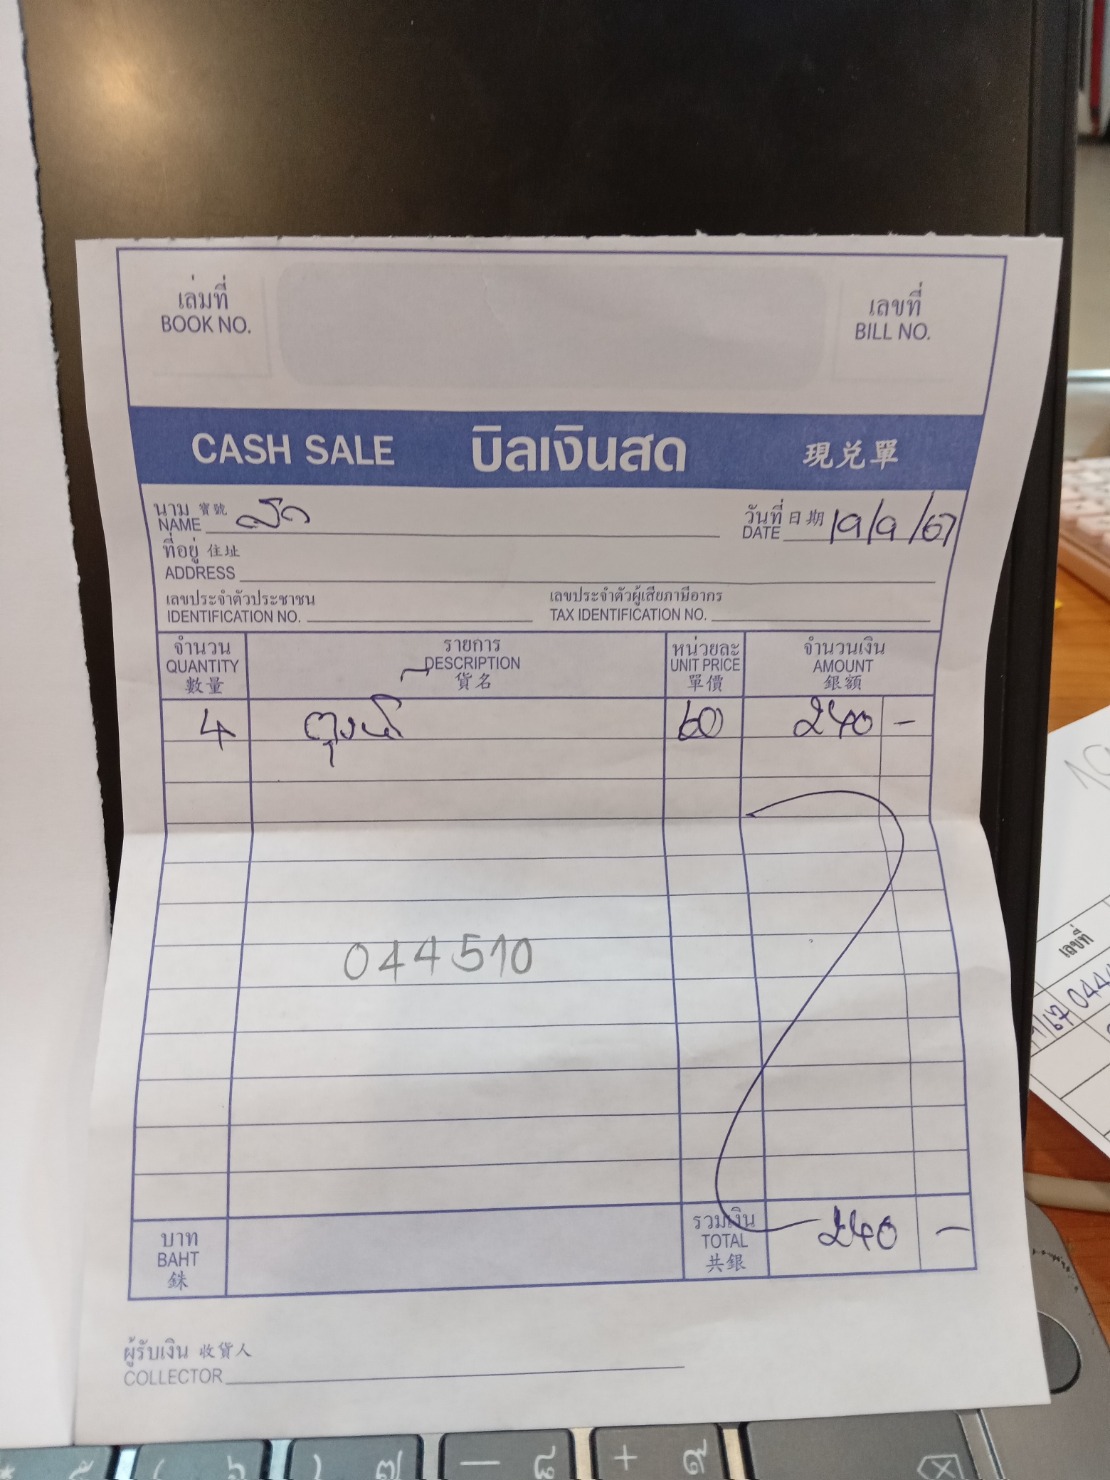 เล่มที่
BOOK NO.
เลขที่
BILL NO.
CASH SALE บิลเงินสด 現兑單
นาม 寳號
NAME สด
วันที่ 日期
DATE 19/9/67
ที่อยู่ 住址
ADDRESS
เลขประจำตัวประชาชน
IDENTIFICATION NO.
เลขประจำตัวผู้เสียภาษีอากร
TAX IDENTIFICATION NO.
จำนวน
QUANTITY
數量
รายการ
DESCRIPTION
貨名
หน่วยละ
UNIT PRICE
單價
จำนวนเงิน
AMOUNT
銀額
4 60 240 -
044510
บาท
BAHT
銖
รวมเงิน
TOTAL
共銀
240 -
ผู้รับเงิน 收貨人
COLLECTOR
เลขที่